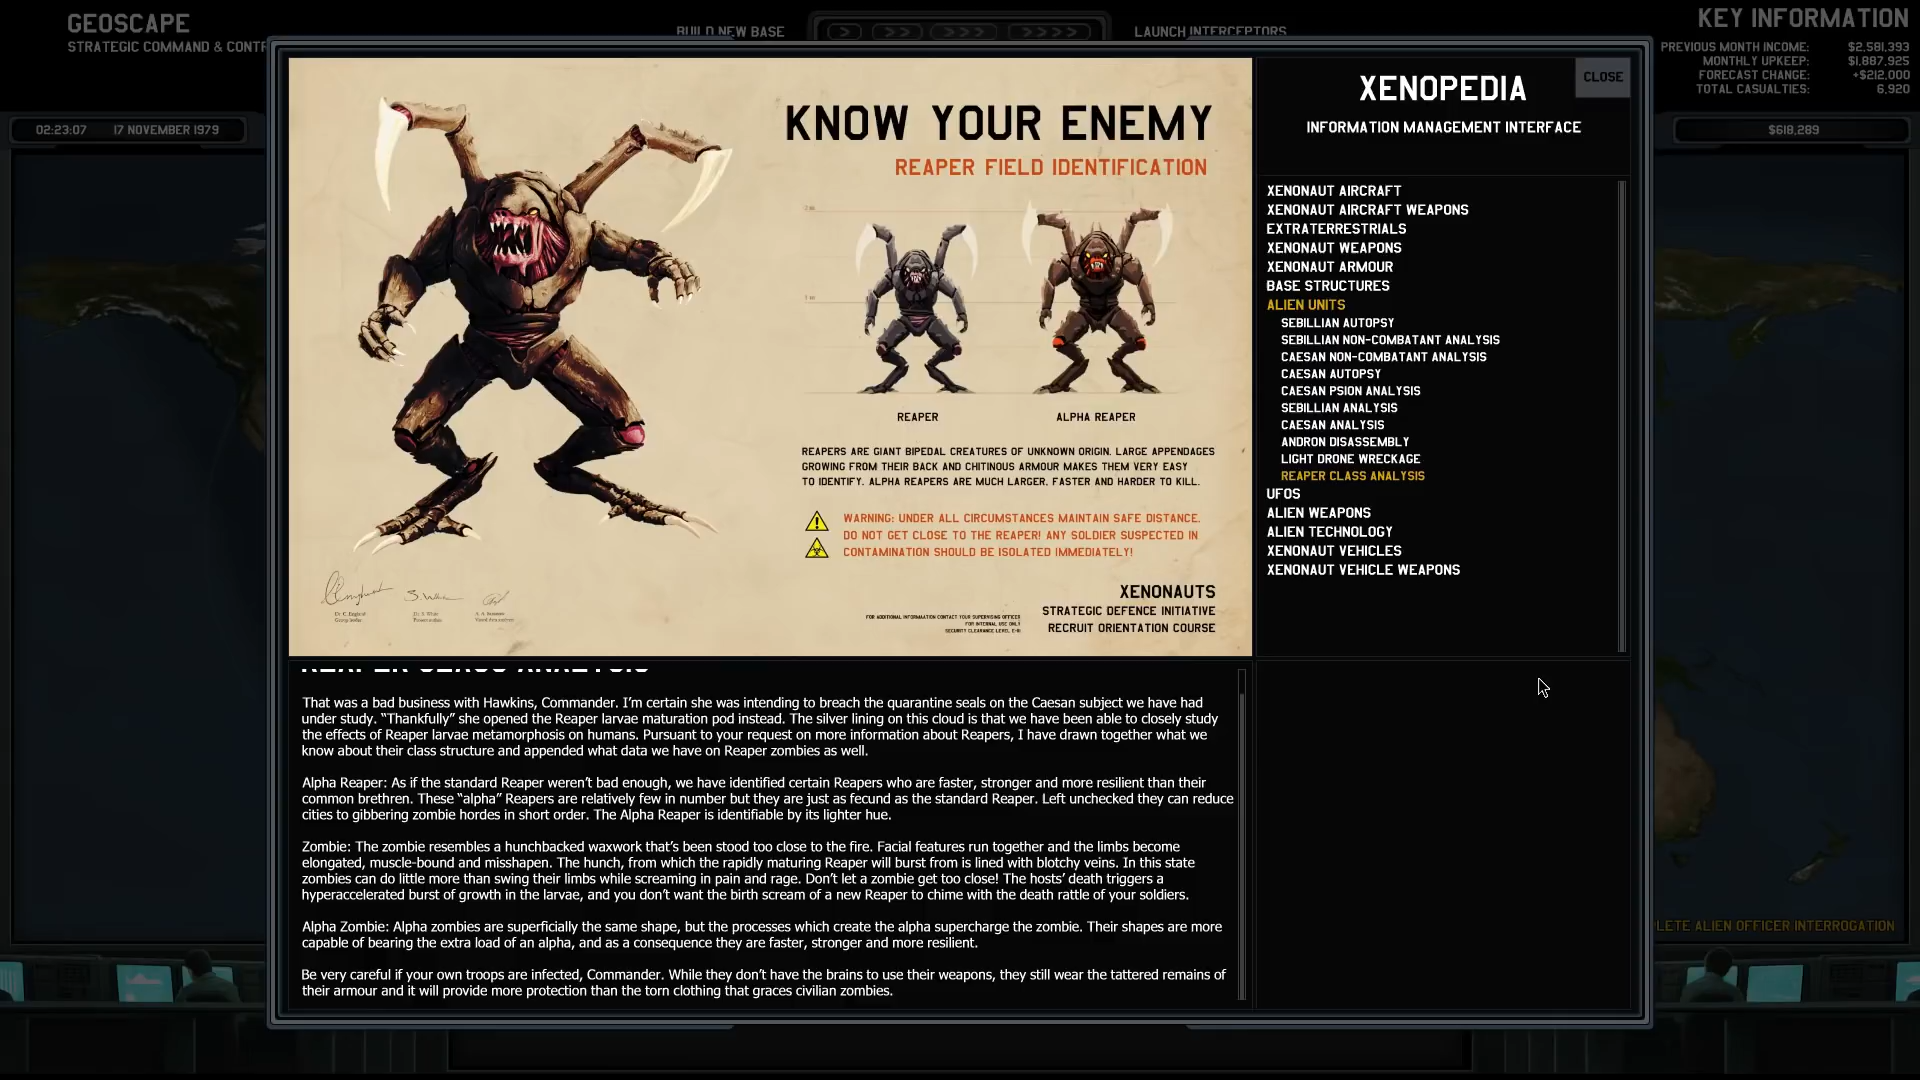 GEOSCAPE
STRATEGIC COMMAND & CONTR
BUILD NEW BASE
LAUNCH INTERCEPTORS
KEY INFORMATION
PREVIOUS MONTH INCOME: $2,581,393
MONTHLY UPKEEP: $1,887,925
FORECAST CHANGE: +$212,000
TOTAL CASUALTIES: 6,920
02:23:07 17 NOVEMBER 1979
$618,289
KNOW YOUR ENEMY
REAPER FIELD IDENTIFICATION
REAPER
ALPHA REAPER
REAPERS ARE GIANT BIPEDAL CREATURES OF UNKNOWN ORIGIN. LARGE APPENDAGES
GROWING FROM THEIR BACK AND CHITINOUS ARMOUR MAKES THEM VERY EASY
TO IDENTIFY. ALPHA REAPERS ARE MUCH LARGER, FASTER AND HARDER TO KILL.
WARNING: UNDER ALL CIRCUMSTANCES MAINTAIN SAFE DISTANCE.
DO NOT GET CLOSE TO THE REAPER! ANY SOLDIER SUSPECTED IN
CONTAMINATION SHOULD BE ISOLATED IMMEDIATELY!
XENONAUTS
STRATEGIC DEFENCE INITIATIVE
RECRUIT ORIENTATION COURSE
FOR ADDITIONAL INFORMAATION CONTACT YOUR SUPERVISING OFFICER
FOR INTERNAL USE ONLY
XENOPEDIA
CLOSE
INFORMATION MANAGEMENT INTERFACE
XENONAUT AIRCRAFT
XENONAUT AIRCRAFT WEAPONS
EXTRATERRESTRIALS
XENONAUT WEAPONS
XENONAUT ARMOUR
BASE STRUCTURES
ALIEN UNITS
SEBILLIAN AUTOPSY
SEBILLIAN NON-COMBATANT ANALYSIS
CAESAN NON-COMBATANT ANALYSIS
CAESAN AUTOPSY
CAESAN PSION ANALYSIS
SEBILLIAN ANALYSIS
CAESAN ANALYSIS
ANDRON DISASSEMBLY
LIGHT DRONE WRECKAGE
REAPER CLASS ANALYSIS
UFOS
ALIEN WEAPONS
ALIEN TECHNOLOGY
XENONAUT VEHICLES
XENONAUT VEHICLE WEAPONS
REAPER CLASS ANALYSIS
That was a bad business with Hawkins, Commander. I'm certain she was intending to breach the quarantine seals on the Caesan subject we have had
under study. “Thankfully” she opened the Reaper larvae maturation pod instead. The silver lining on this cloud is that we have been able to closely study
the effects of Reaper larvae metamorphosis on humans. Pursuant to your request on more information about Reapers, I have drawn together what we
know about their class structure and appended what data we have on Reaper zombies as well.
Alpha Reaper: As if the standard Reaper weren't bad enough, we have identified certain Reapers who are faster, stronger and more resilient than their
common brethren. These “alpha” Reapers are relatively few in number but they are just as fecund as the standard Reaper. Left unchecked they can reduce
cities to gibbering zombie hordes in short order. The Alpha Reaper is identifiable by its lighter hue.
Zombie: The zombie resembles a hunchbacked waxwork that's been stood too close to the fire. Facial features run together and the limbs become
elongated, muscle-bound and misshapen. The hunch, from which the rapidly maturing Reaper will burst from is lined with blotchy veins. In this state
zombies can do little more than swing their limbs while screaming in pain and rage. Don't let a zombie get too close! The hosts' death triggers a
hyperaccelerated burst of growth in the larvae, and you don't want the birth scream of a new Reaper to chime with the death rattle of your soldiers.
Alpha Zombie: Alpha zombies are superficially the same shape, but the processes which create the alpha supercharge the zombie. Their shapes are more
capable of bearing the extra load of an alpha, and as a consequence they are faster, stronger and more resilient.
Be very careful if your own troops are infected, Commander. While they don't have the brains to use their weapons, they still wear the tattered remains of
their armour and it will provide more protection than the torn clothing that graces civilian zombies.
LETE ALIEN OFFICER INTERROGATION